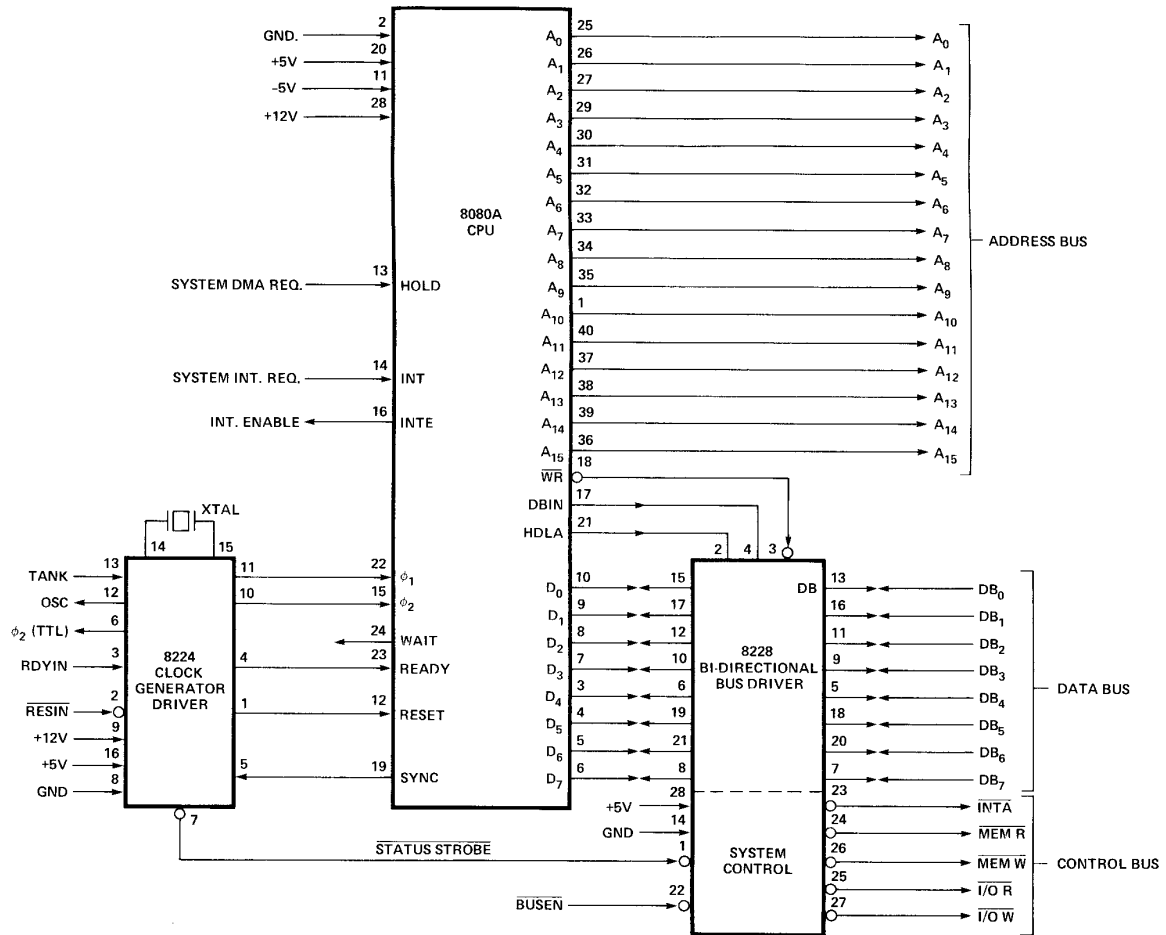 2
GND.
20
+5V
11
-5V
28
+12V
8080A
CPU
13
SYSTEM DMA REQ.
HOLD
14
SYSTEM INT. REQ.
INT
16
INT. ENABLE
INTE
A0 25 A0
A1 26 A1
A2 27 A2
A3 29 A3
A4 30 A4
A5 31 A5
A6 32 A6
A7 33 A7
A8 34 A8
A9 35 A9
A10 1 A10
A11 40 A11
A12 37 A12
A13 38 A13
A14 39 A14
A15 36 A15
ADDRESS BUS
WR 18
DBIN 17
HDLA 21
2 4 3
XTAL
14 15
TANK 13
OSC 12
ϕ2 (TTL) 6
RDYIN 3
RESIN 2
+12V 9
+5V 16
GND 8
8224
CLOCK
GENERATOR
DRIVER
11 22 ϕ1
10 15 ϕ2
24 WAIT
4 23 READY
1 12 RESET
5 19 SYNC
7
STATUS STROBE
D0 10 15
D1 9 17
D2 8 12
D3 7 10
D4 3 6
D5 4 19
D6 5 21
D7 6 8
8228
BI-DIRECTIONAL
BUS DRIVER
DB 13 DB0
16 DB1
11 DB2
9 DB3
5 DB4
18 DB5
20 DB6
7 DB7
DATA BUS
+5V 28
GND 14
1
BUSEN 22
SYSTEM
CONTROL
23 INTA
24 MEM R
26 MEM W
25 I/O R
27 I/O W
CONTROL BUS